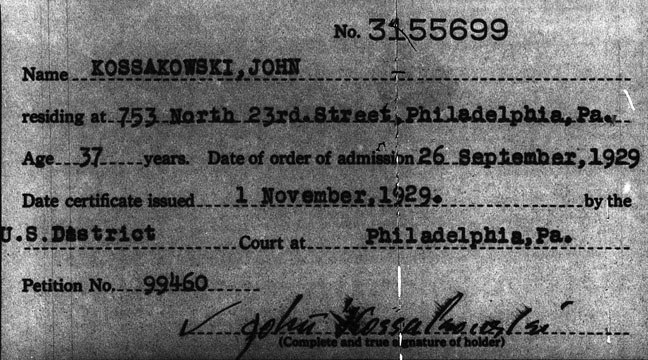 No. 3155699
Name KOSSAKOWSKI, JOHN
residing at 753 North 23rd. Street, Philadelphia, Pa.
Age 37 years. Date of order of admission 26 September, 1929
Date certificate issued 1 November, 1929. by the
U.S. District Court at Philadelphia, Pa.
Petition No. 99460
✓ John Kossakowski
(Complete and true signature of holder)